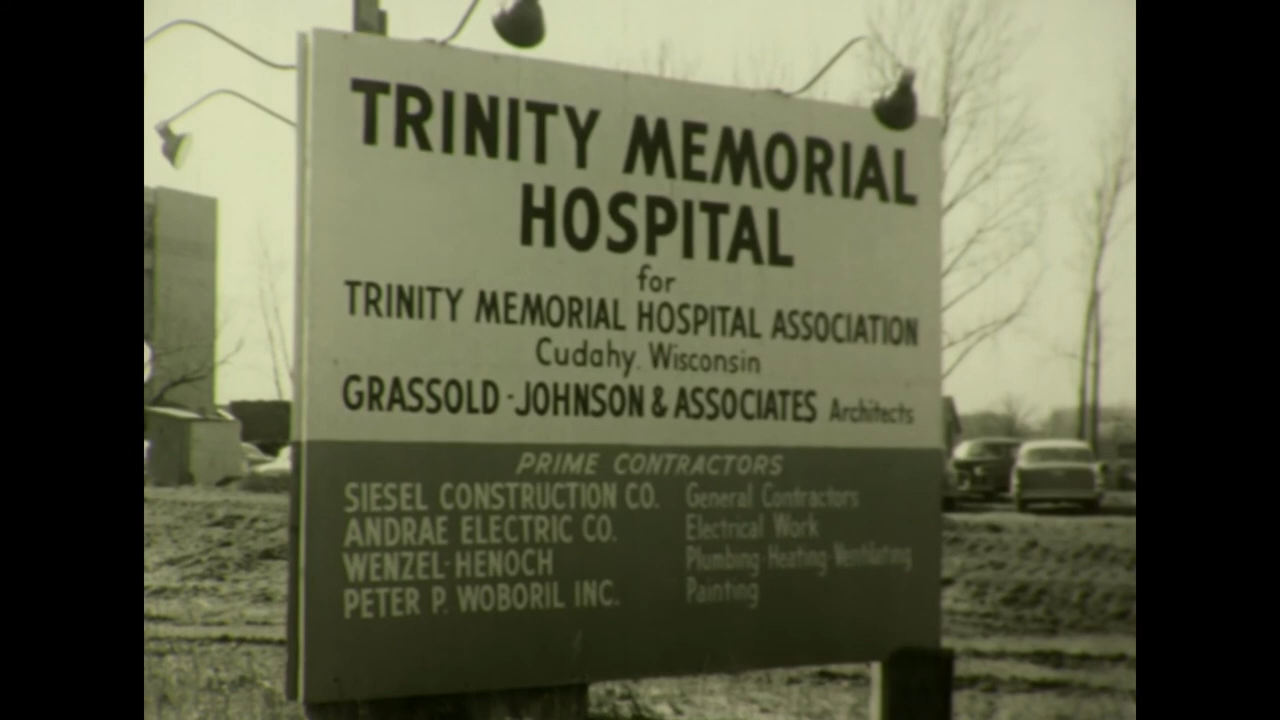 TRINITY MEMORIAL
HOSPITAL
for
TRINITY MEMORIAL HOSPITAL ASSOCIATION
Cudahy, Wisconsin
GRASSOLD-JOHNSON & ASSOCIATES Architects
PRIME CONTRACTORS
SIESEL CONSTRUCTION CO. General Contractors
ANDRAE ELECTRIC CO. Electrical Work
WENZEL-HENOCH Plumbing-Heating Ventilating
PETER P. WOBORIL INC. Painting